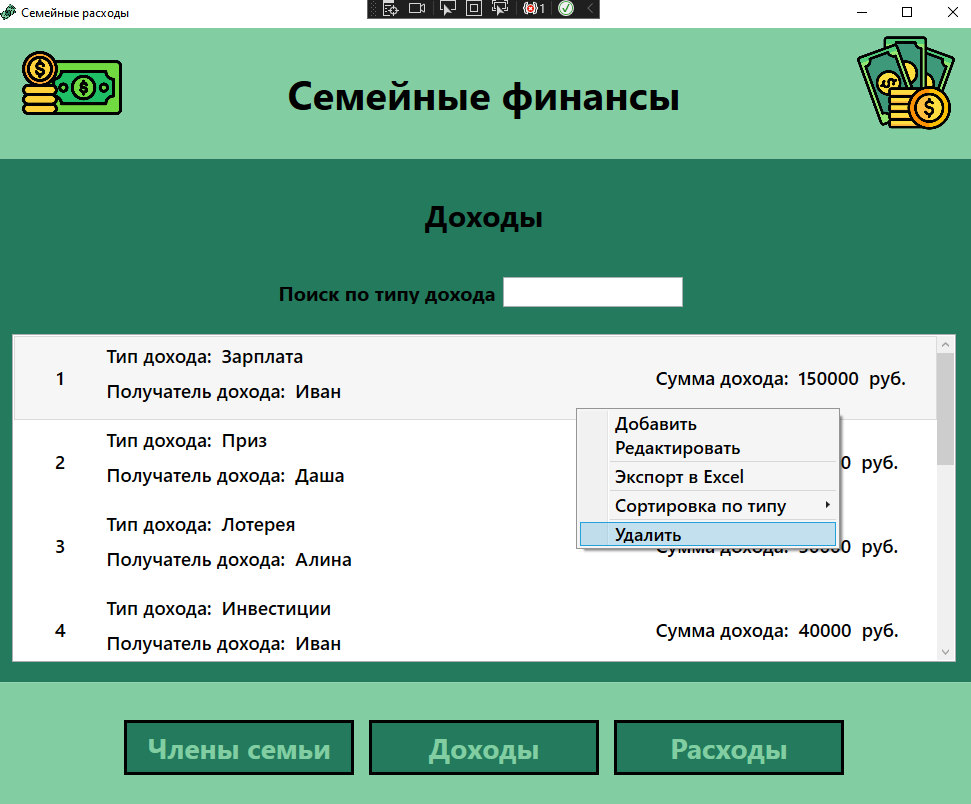 Семейные расходы
1
Семейные финансы
Доходы
Поиск по типу дохода
Тип дохода: Зарплата
1
Сумма дохода: 150000 руб.
Получатель дохода: Иван
Добавить
Тип дохода: Приз
Редактировать
2
0 руб.
Получатель дохода: Даша
Экспорт в Excel
Сортировка по типу
Тип дохода: Лотерея
Удалить
3
Сумма дохода: 0 руб.
Получатель дохода: Алина
Тип дохода: Инвестиции
4
Сумма дохода: 40000 руб.
Получатель дохода: Иван
Члены семьи
Доходы
Расходы